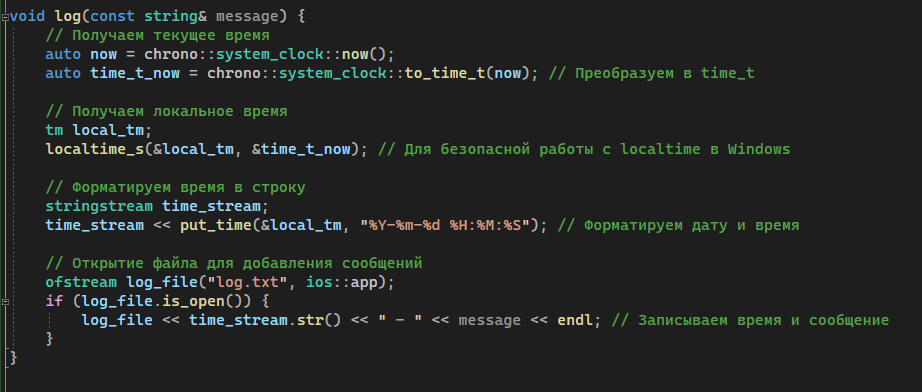 void log(const string& message) {
    // Получаем текущее время
    auto now = chrono::system_clock::now();
    auto time_t_now = chrono::system_clock::to_time_t(now); // Преобразуем в time_t
    // Получаем локальное время
    tm local_tm;
    localtime_s(&local_tm, &time_t_now); // Для безопасной работы с localtime в Windows
    // Форматируем время в строку
    stringstream time_stream;
    time_stream << put_time(&local_tm, "%Y-%m-%d %H:%M:%S"); // Форматируем дату и время
    // Открытие файла для добавления сообщений
    ofstream log_file("log.txt", ios::app);
    if (log_file.is_open()) {
        log_file << time_stream.str() << " - " << message << endl; // Записываем время и сообщение
    }
}